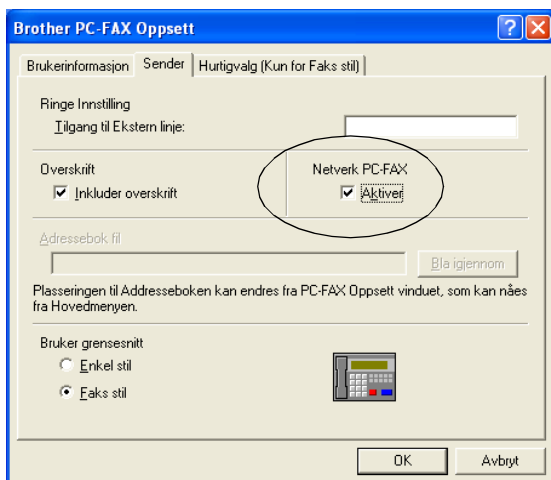 Brother PC-FAX Oppsett
Brukerinformasjon Sender Hurtigvalg (Kun for Faks stil)
Ringe Innstilling
Tilgang til Ekstern linje:
Overskrift
Inkluder overskrift
Netverk PC-FAX
Aktiver
Adressebok fil
Bla igjennom
Plasseringen til Addresseboken kan endres fra PC-FAX Oppsett vinduet, som kan nåes
fra Hovedmenyen.
Bruker grensesnitt
Enkel stil
Faks stil
OK Avbryt